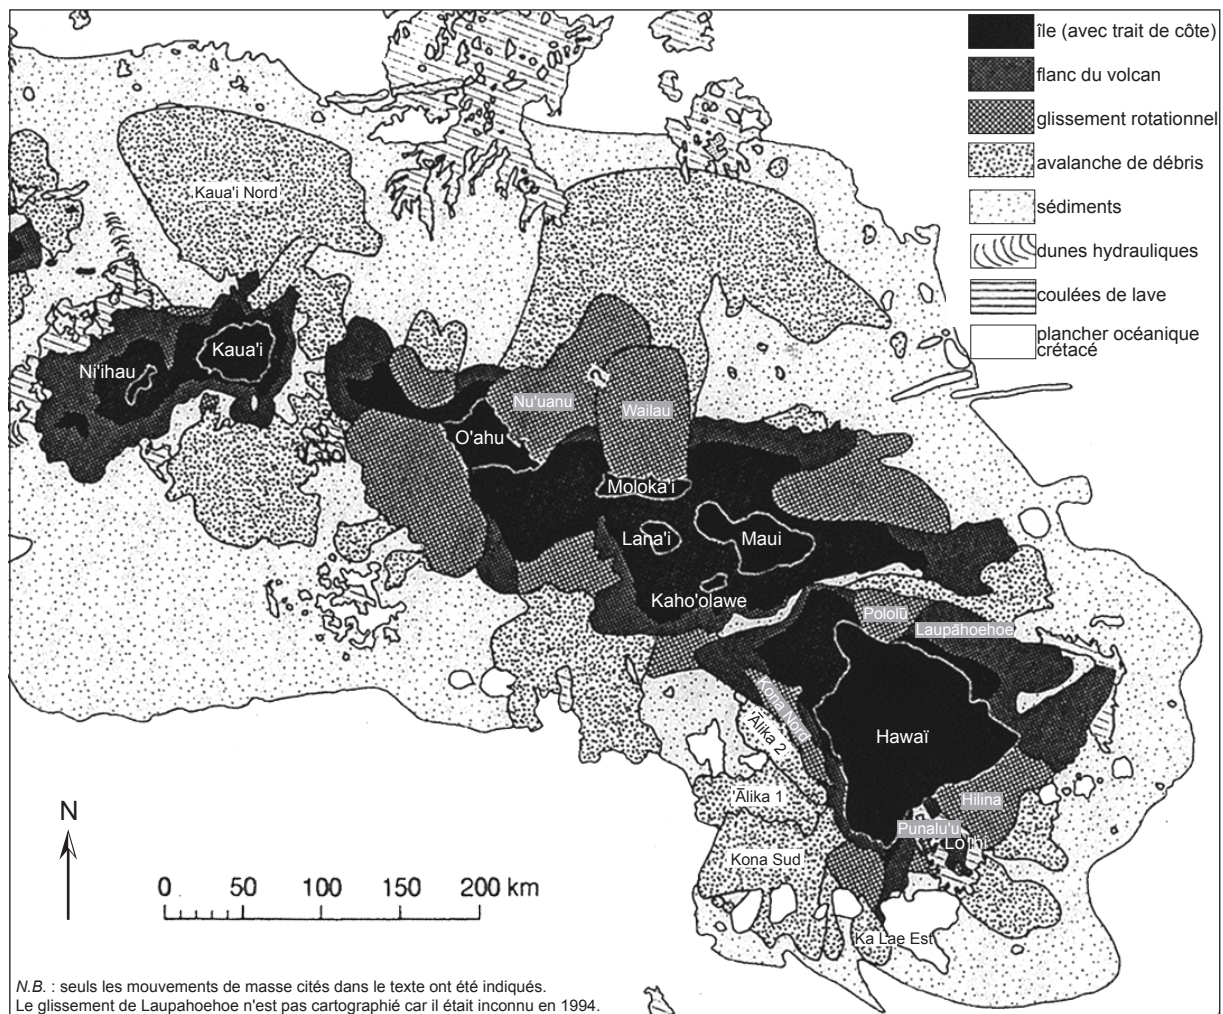 île (avec trait de côte)
flanc du volcan
glissement rotationnel
avalanche de débris
sédiments
dunes hydrauliques
coulées de lave
plancher océanique
crétacé
Kaua'i Nord
Kaua'i
Ni'ihau
Nu'uanu
Wailau
O'ahu
Moloka'i
Lana'i
Maui
Kaho'olawe
Pololū
Laupāhoehoe
Kona Nord
Ālika 2
Hawaï
Ālika 1
Hilina
Punalu'u
Lo'ihi
Kona Sud
Ka Lae Est
N
0 50 100 150 200 km
N.B. : seuls les mouvements de masse cités dans le texte ont été indiqués.
Le glissement de Laupahoehoe n'est pas cartographié car il était inconnu en 1994.